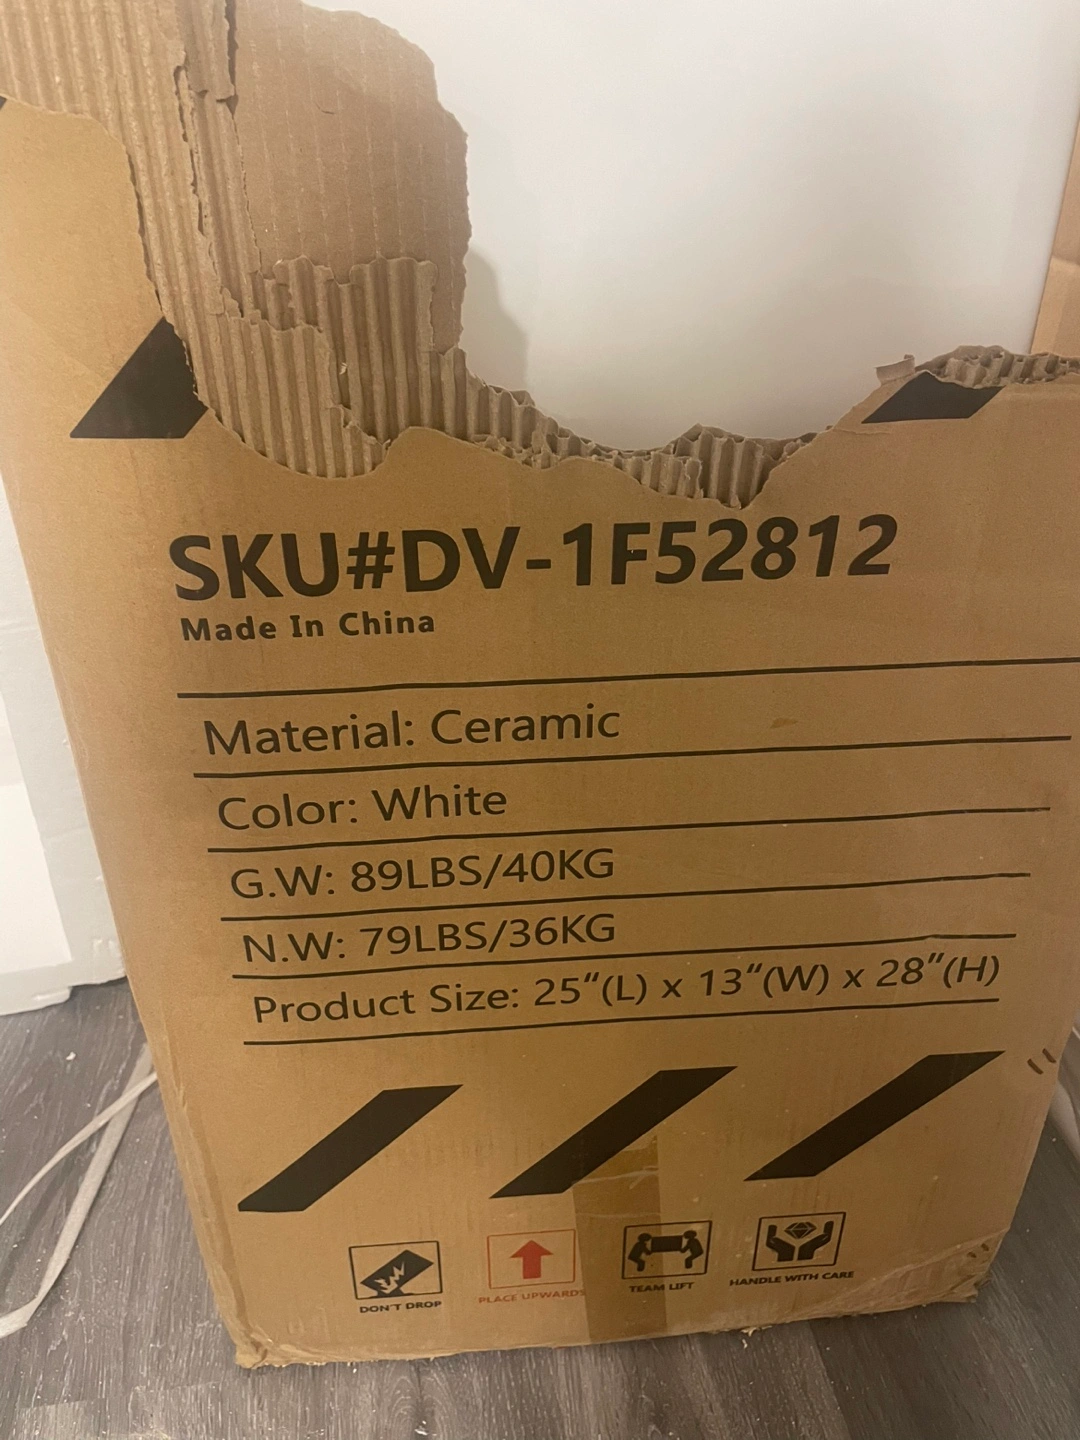 SKU#DV-1F52812
Made In China
Material: Ceramic
Color: White
G.W: 89LBS/40KG
N.W: 79LBS/36KG
Product Size: 25"(L) x 13"(W) x 28"(H)
DON'T DROP
PLACE UPWARDS
TEAM LIFT
HANDLE WITH CARE